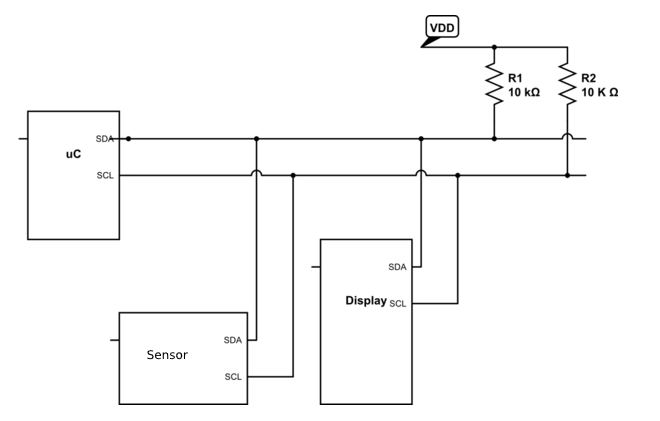 VDD
R1
10 kΩ
R2
10 K Ω
SDA
uC
SCL
SDA
Display SCL
Sensor
SDA
SCL